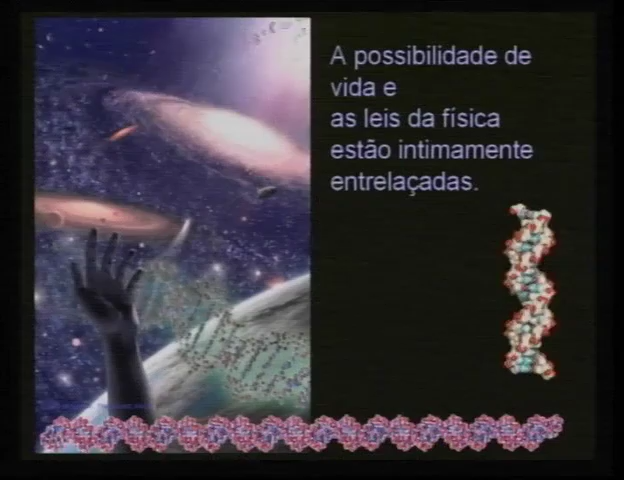 A possibilidade de
vida e
as leis da física
estão intimamente
entrelaçadas.